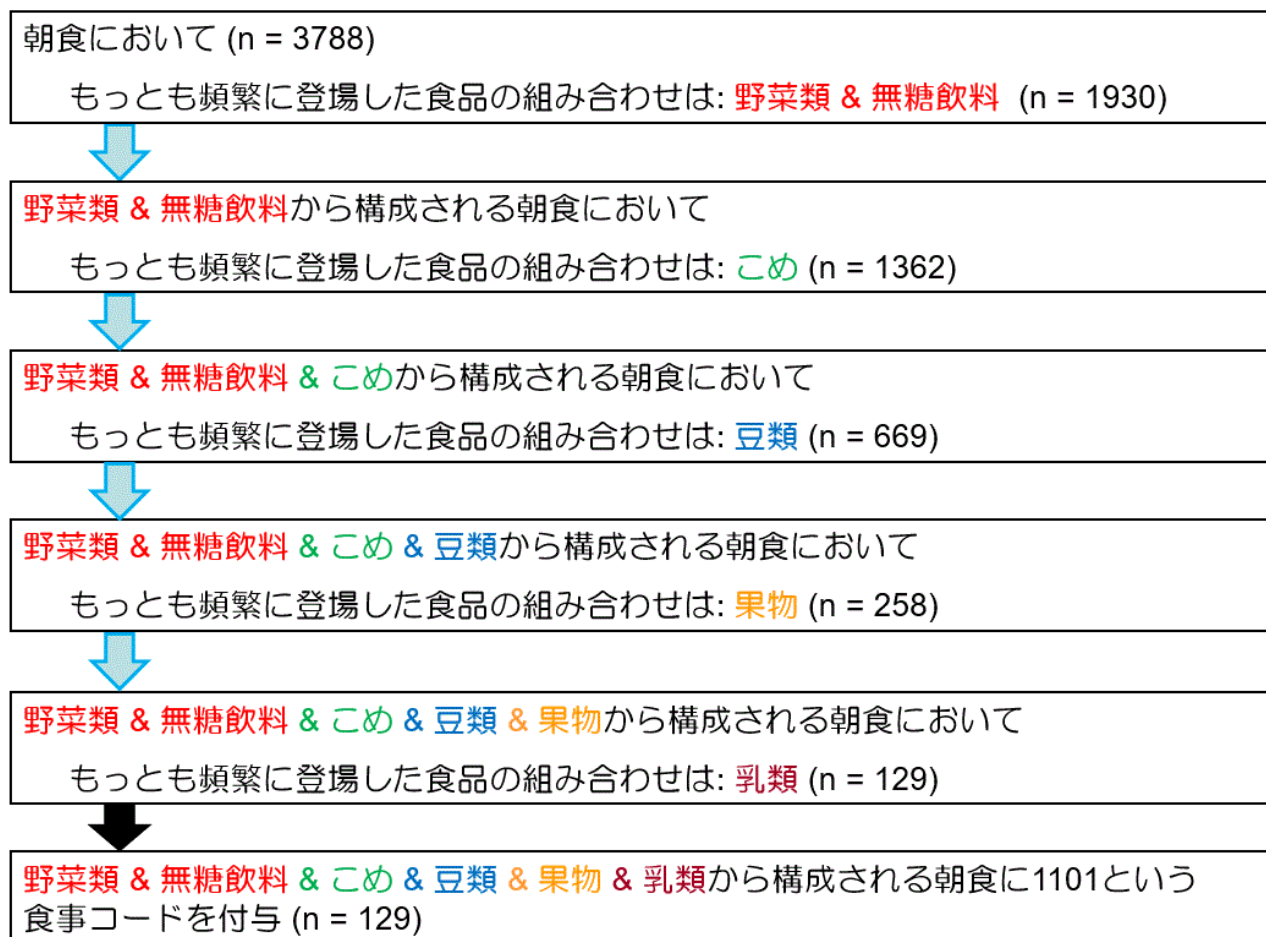 朝食において (n = 3788)
もっとも頻繁に登場した食品の組み合わせは: 野菜類 & 無糖飲料 (n = 1930)
野菜類 & 無糖飲料から構成される朝食において
もっとも頻繁に登場した食品の組み合わせは: こめ (n = 1362)
野菜類 & 無糖飲料 & こめから構成される朝食において
もっとも頻繁に登場した食品の組み合わせは: 豆類 (n = 669)
野菜類 & 無糖飲料 & こめ & 豆類から構成される朝食において
もっとも頻繁に登場した食品の組み合わせは: 果物 (n = 258)
野菜類 & 無糖飲料 & こめ & 豆類 & 果物から構成される朝食において
もっとも頻繁に登場した食品の組み合わせは: 乳類 (n = 129)
野菜類 & 無糖飲料 & こめ & 豆類 & 果物 & 乳類から構成される朝食に1101という
食事コードを付与 (n = 129)